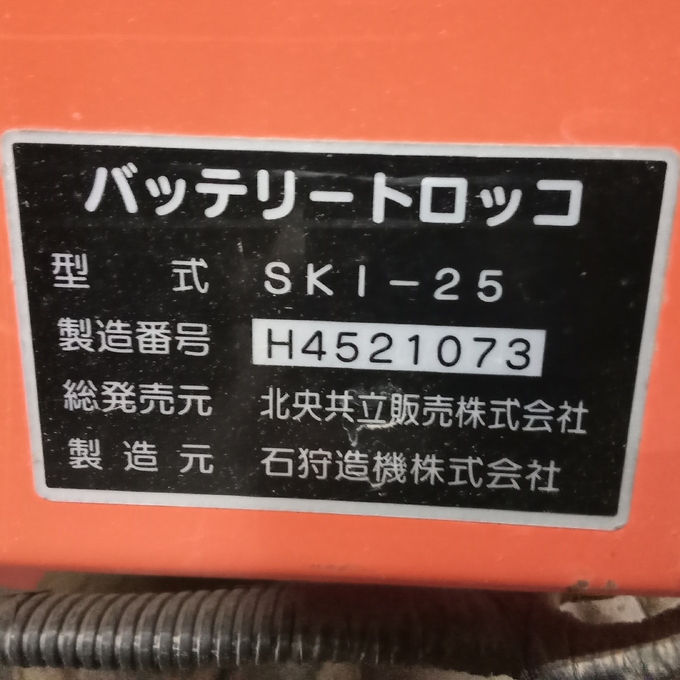 バッテリートロッコ
型 式 SKI-25
製造番号 H4521073
総発売元 北央共立販売株式会社
製造元 石狩造機株式会社